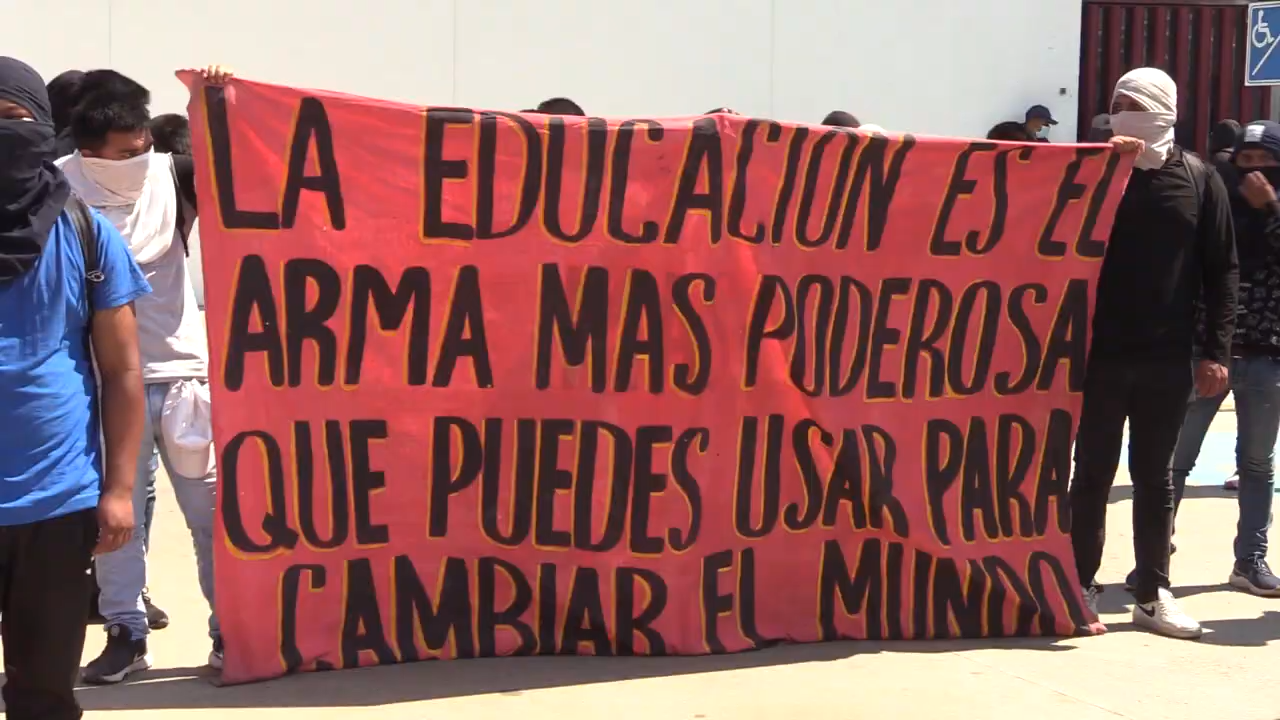 LA EDUCACION ES EL
ARMA MAS PODEROSA
QUE PUEDES USAR PARA
CAMBIAR EL MUNDO